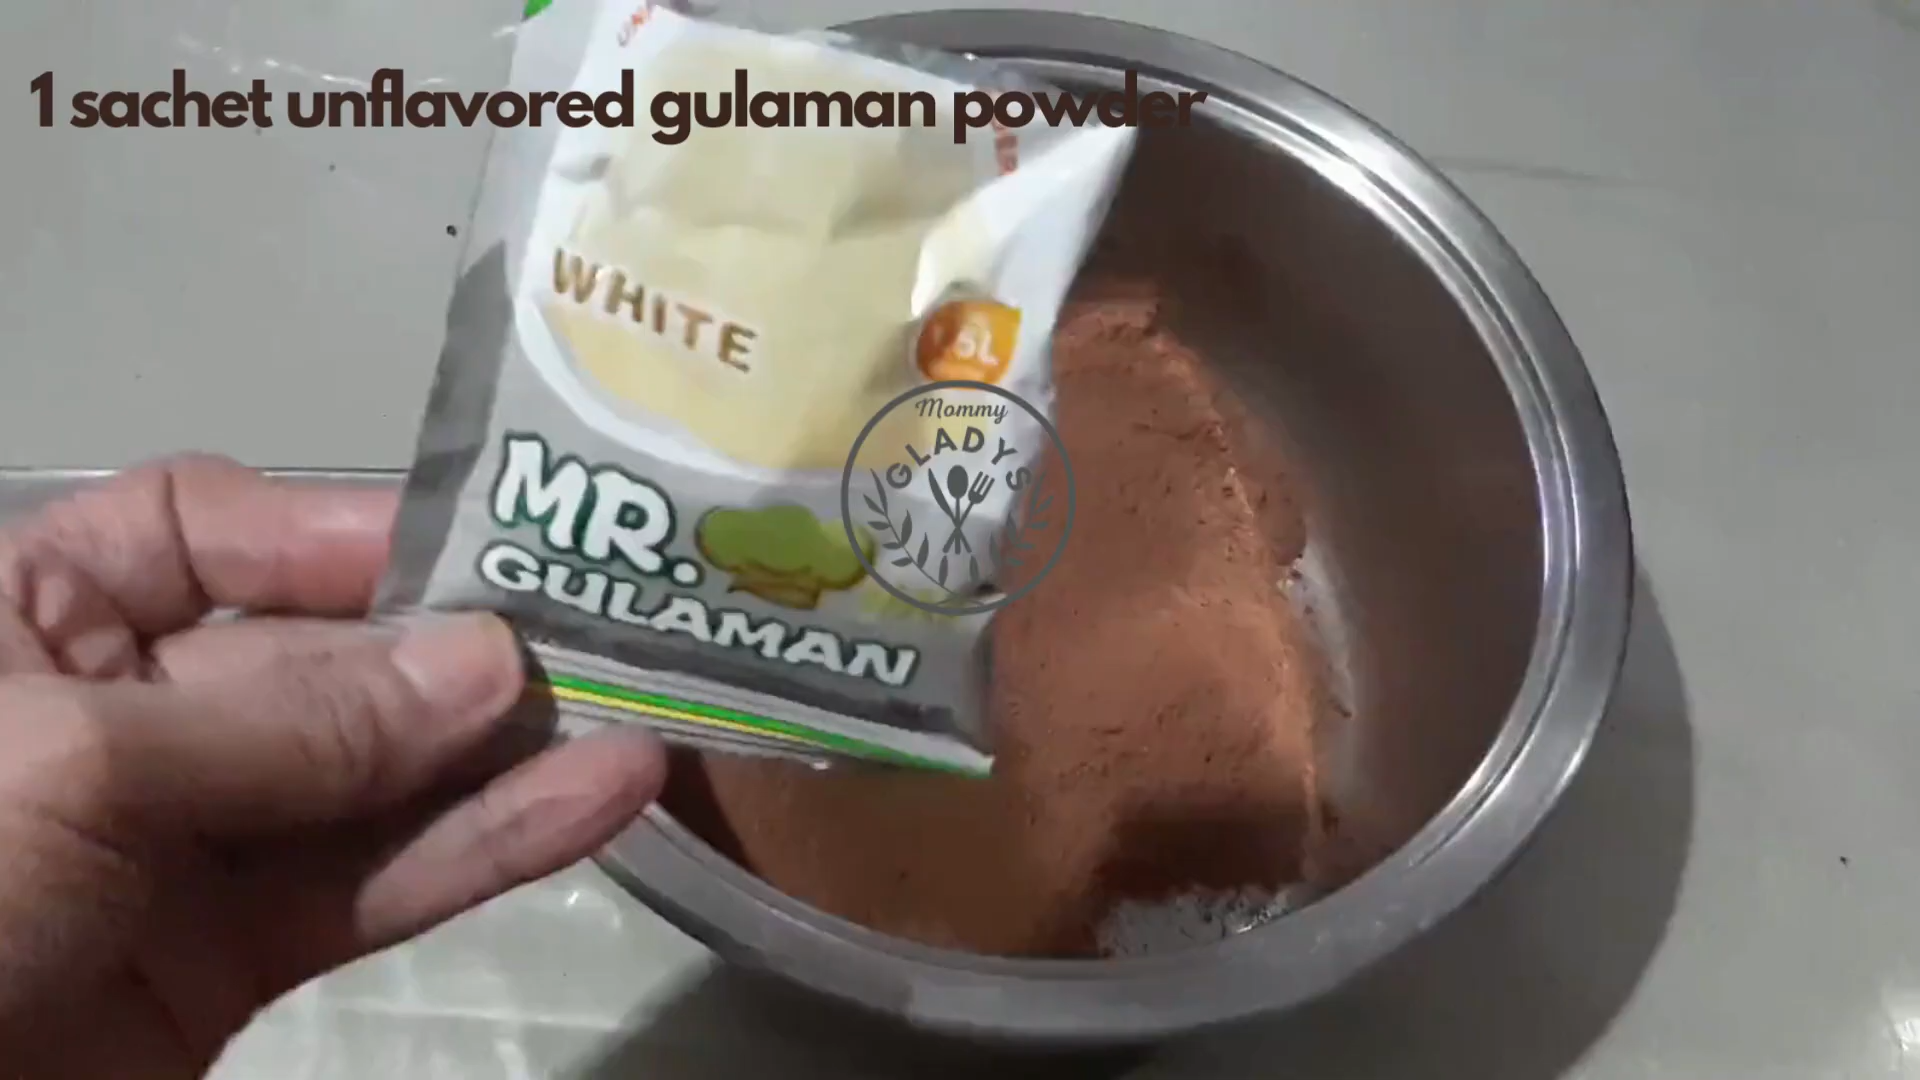 1 sachet unflavored gulaman powder
WHITE
Mommy
GLADYS
MR.
GULAMAN